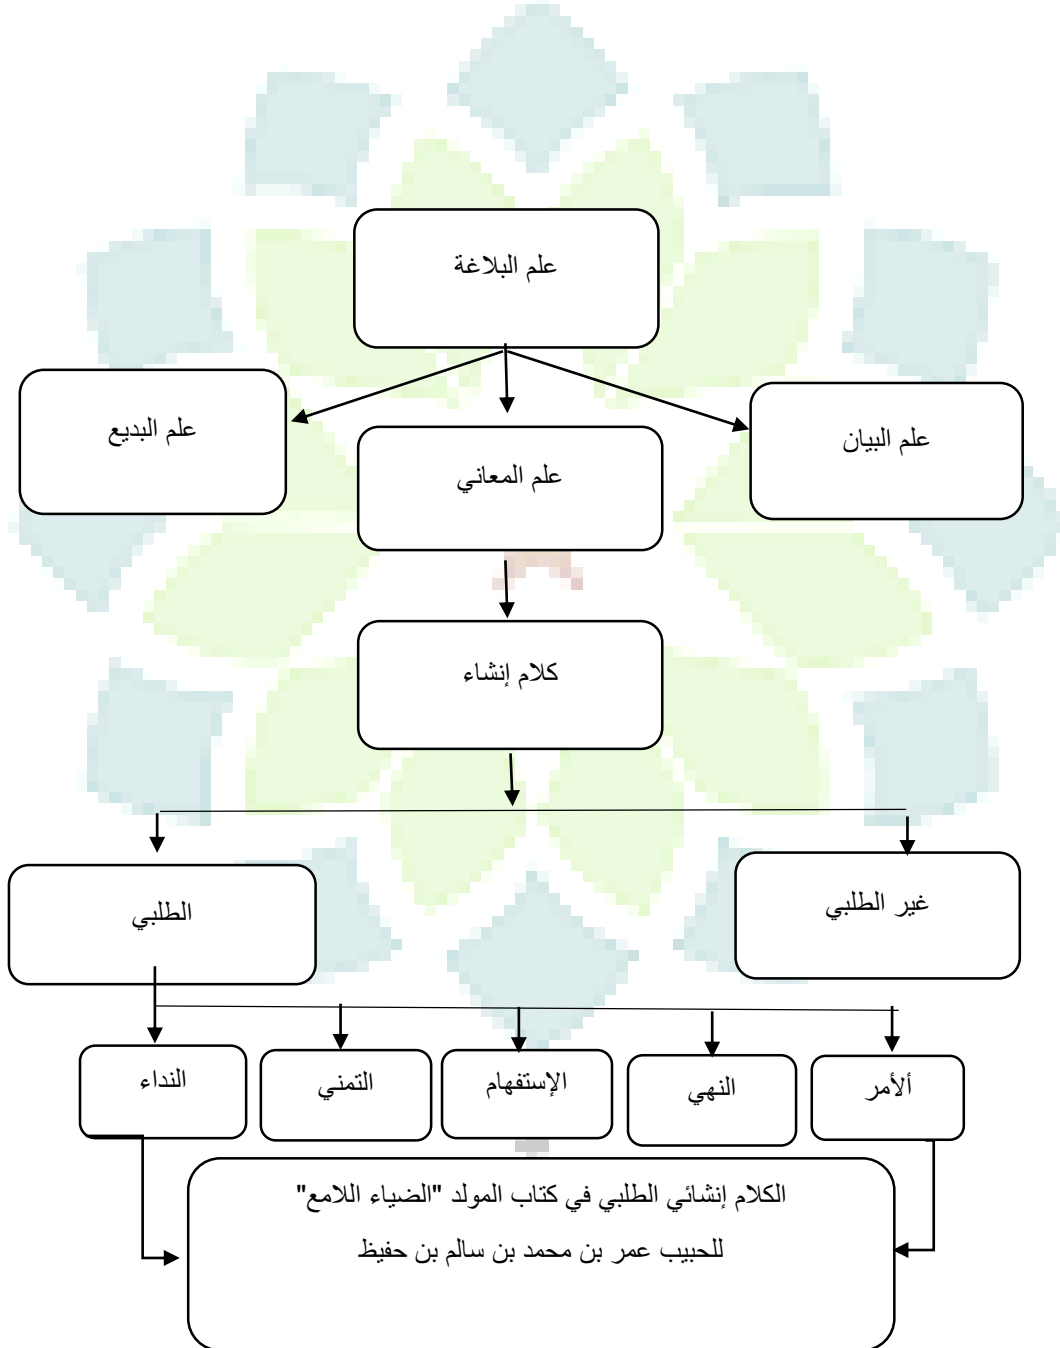 علم البلاغة
علم البيان
علم المعاني
علم البديع
كلام إنشاء
غير الطلبي
الطلبي
ألأمر
النهي
الإستفهام
التمني
النداء
الكلام إنشائي الطلبي في كتاب المولد "الضياء اللامع"
للحبيب عمر بن محمد بن سالم بن حفيظ